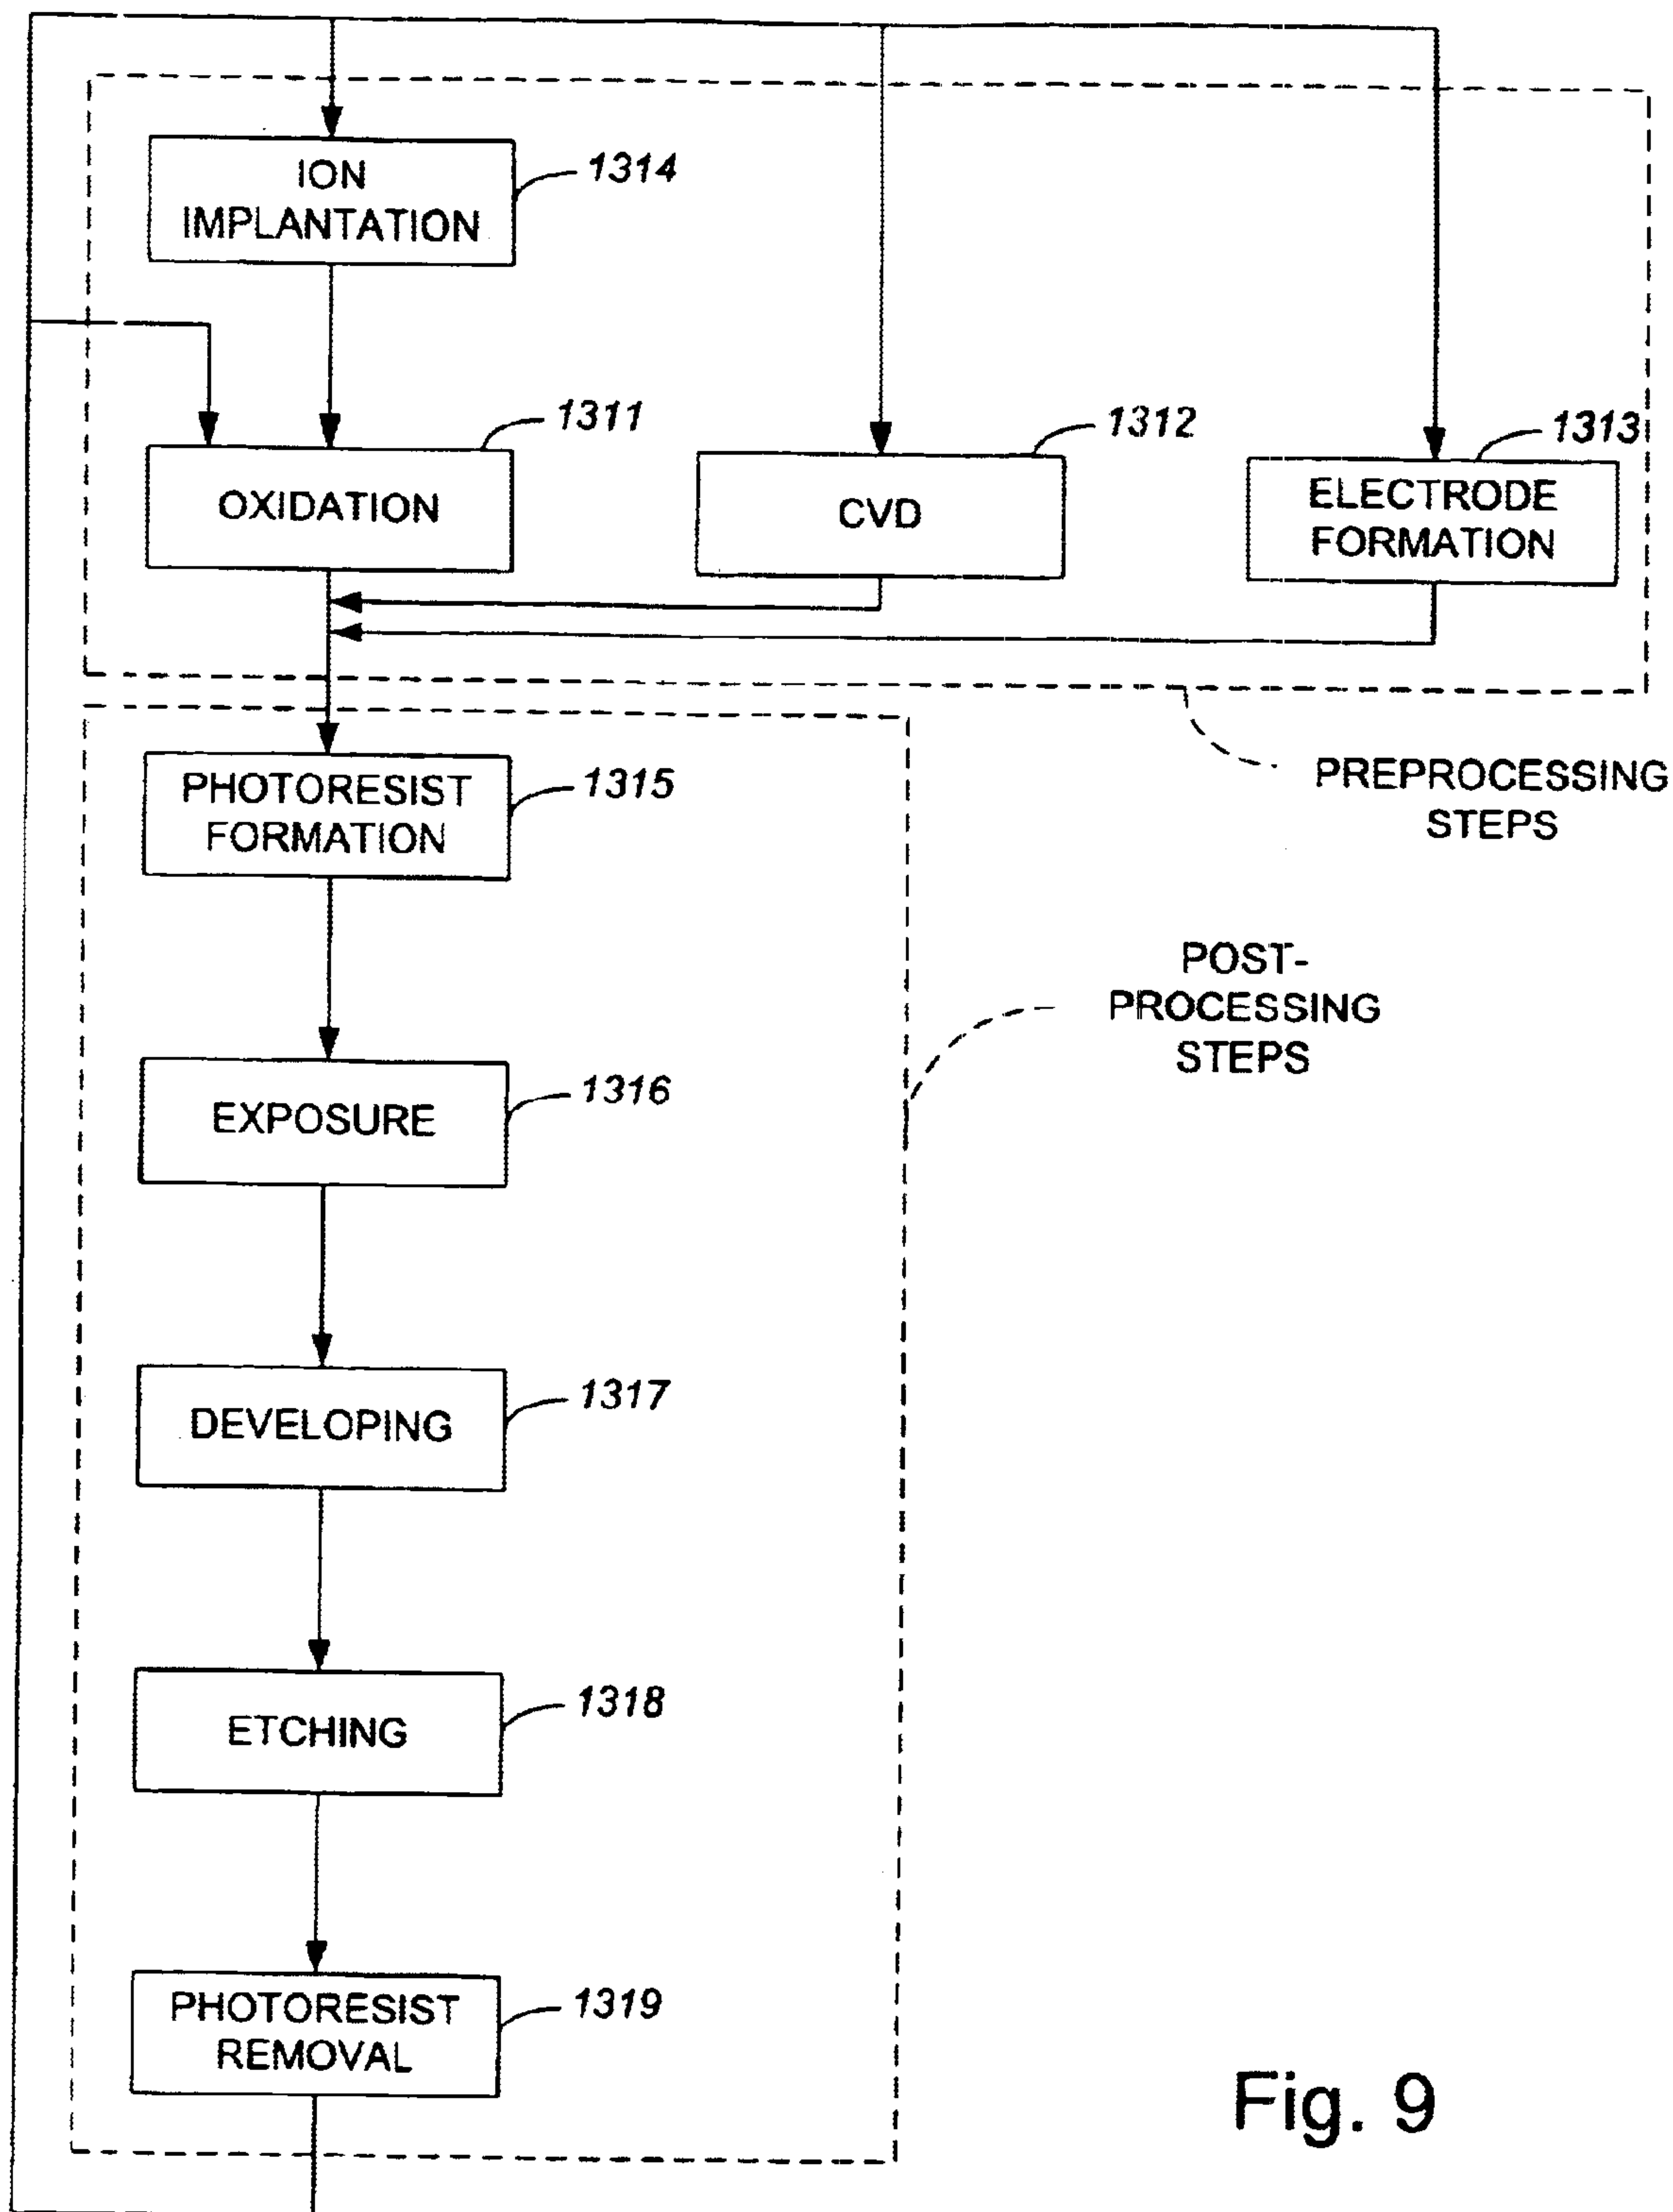 ION
IMPLANTATION
1314
OXIDATION
1311
CVD
1312
ELECTRODE
FORMATION
1313
PREPROCESSING
STEPS
PHOTORESIST
FORMATION
1315
POST-
PROCESSING
STEPS
EXPOSURE
1316
DEVELOPING
1317
ETCHING
1318
PHOTORESIST
REMOVAL
1319
Fig. 9